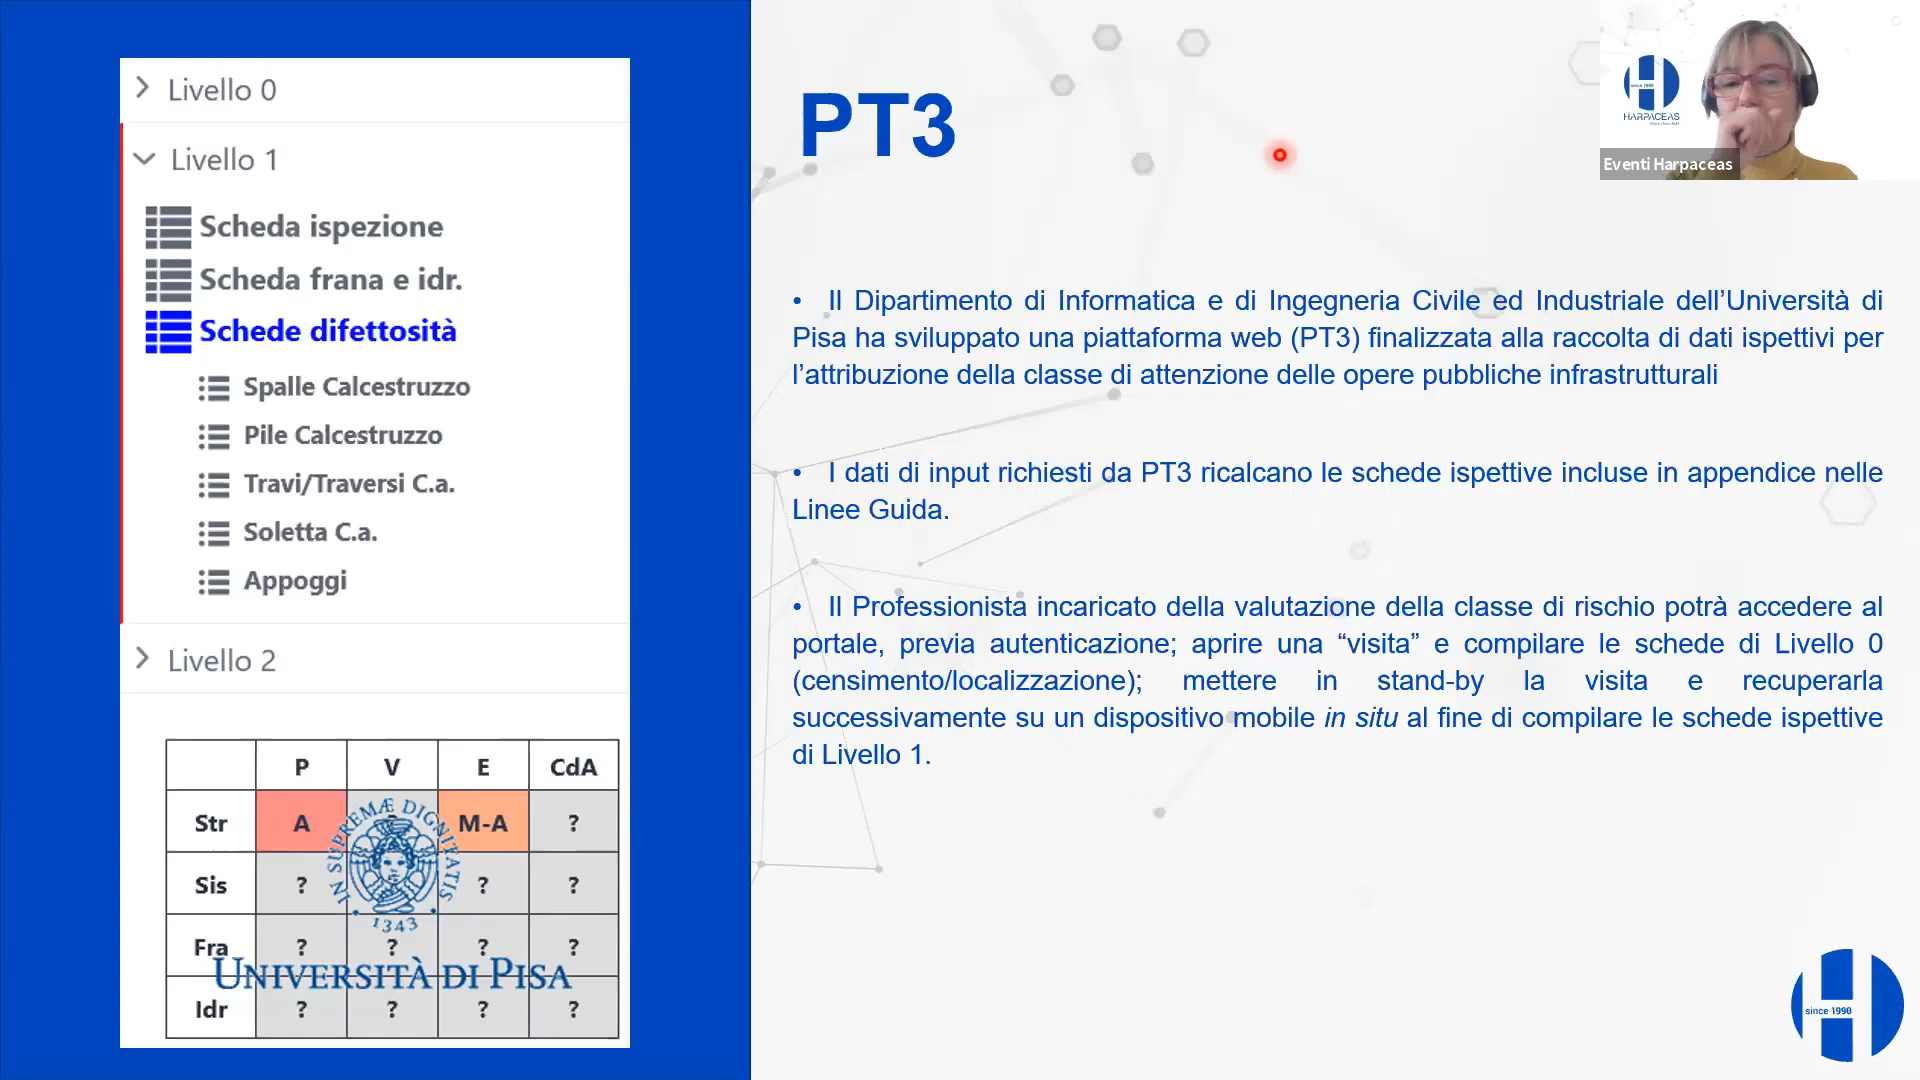 Livello 0
Livello 1
Scheda ispezione
Scheda frana e idr.
Schede difettosità
Spalle Calcestruzzo
Pile Calcestruzzo
Travi/Traversi C.a.
Soletta C.a.
Appoggi
Livello 2
P V E CdA
Str A M-A ?
Sis ? ? ?
Fra ? ? ? ?
Idr ? ? ? ?
IN SUPREMÆ DIGNITATIS
1343
UNIVERSITÀ DI PISA
PT3
• Il Dipartimento di Informatica e di Ingegneria Civile ed Industriale dell’Università di
Pisa ha sviluppato una piattaforma web (PT3) finalizzata alla raccolta di dati ispettivi per
l’attribuzione della classe di attenzione delle opere pubbliche infrastrutturali
• I dati di input richiesti da PT3 ricalcano le schede ispettive incluse in appendice nelle
Linee Guida.
• Il Professionista incaricato della valutazione della classe di rischio potrà accedere al
portale, previa autenticazione; aprire una “visita” e compilare le schede di Livello 0
(censimento/localizzazione); mettere in stand-by la visita e recuperarla
successivamente su un dispositivo mobile in situ al fine di compilare le schede ispettive
di Livello 1.
since 1990
HARPACEAS
Eventi Harpaceas
since 1990